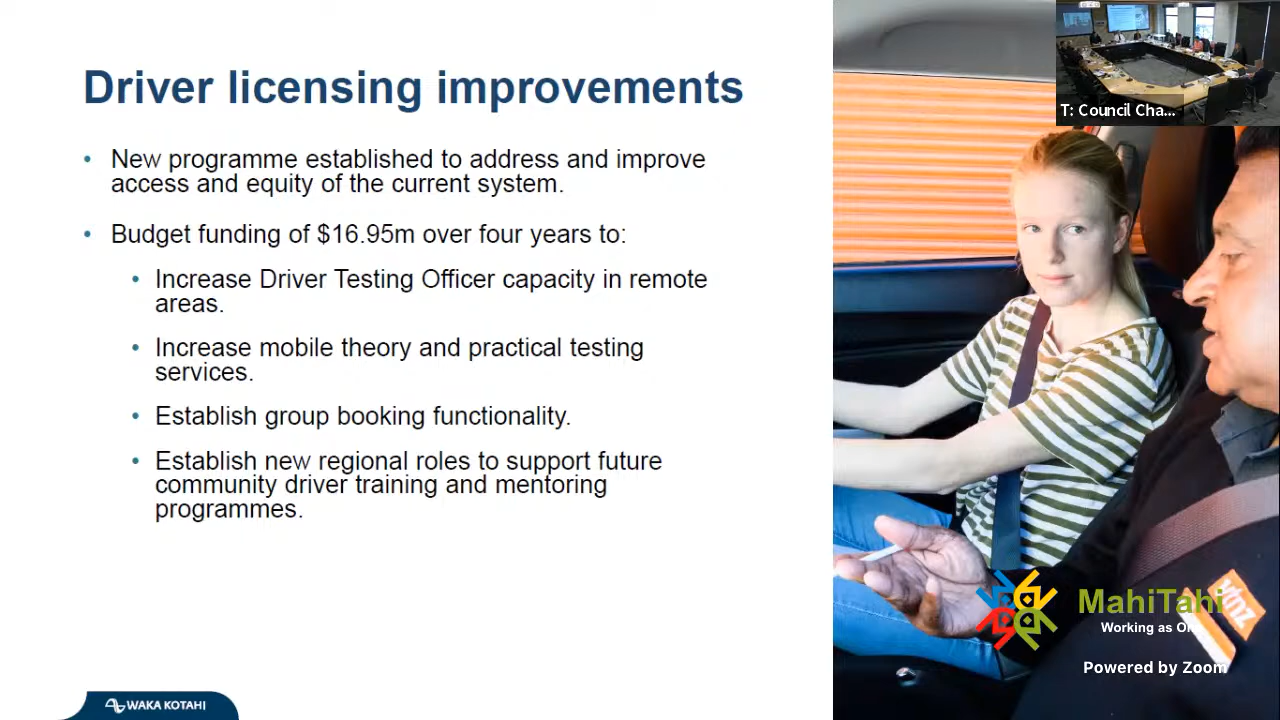 Driver licensing improvements
• New programme established to address and improve
access and equity of the current system.
• Budget funding of $16.95m over four years to:
• Increase Driver Testing Officer capacity in remote
areas.
• Increase mobile theory and practical testing
services.
• Establish group booking functionality.
• Establish new regional roles to support future
community driver training and mentoring
programmes.
WAKA KOTAHI
T: Council Cha...
vtnz
MahiTahi
Working as
Powered by Zoom